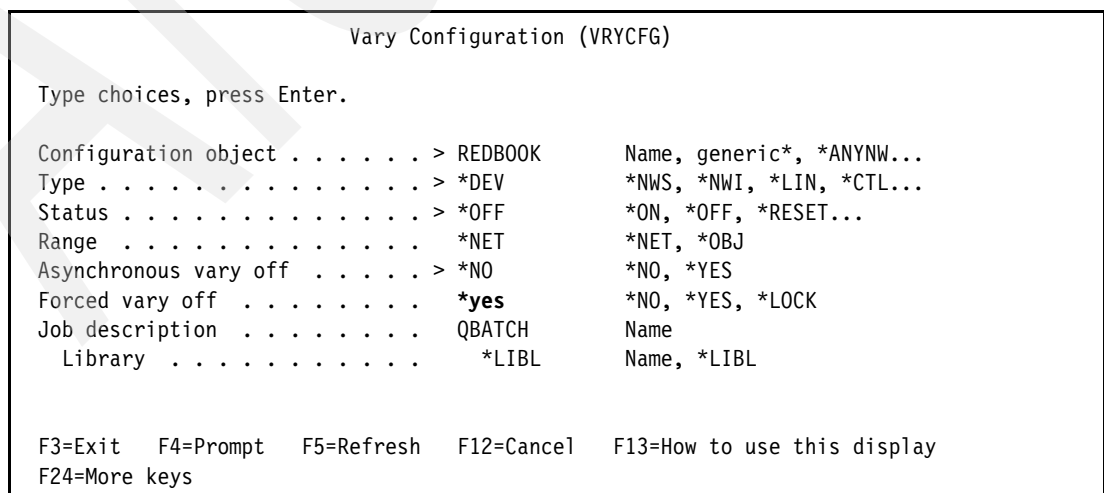 Vary Configuration (VRYCFG)
Type choices, press Enter.
Configuration object . . . . . . > REDBOOK Name, generic*, *ANYNW...
Type . . . . . . . . . . . . . . > *DEV *NWS, *NWI, *LIN, *CTL...
Status . . . . . . . . . . . . . > *OFF *ON, *OFF, *RESET...
Range . . . . . . . . . . . . . *NET *NET, *OBJ
Asynchronous vary off . . . . . > *NO *NO, *YES
Forced vary off . . . . . . . . *yes *NO, *YES, *LOCK
Job description . . . . . . . . QBATCH Name
Library . . . . . . . . . . . *LIBL Name, *LIBL
F3=Exit F4=Prompt F5=Refresh F12=Cancel F13=How to use this display
F24=More keys